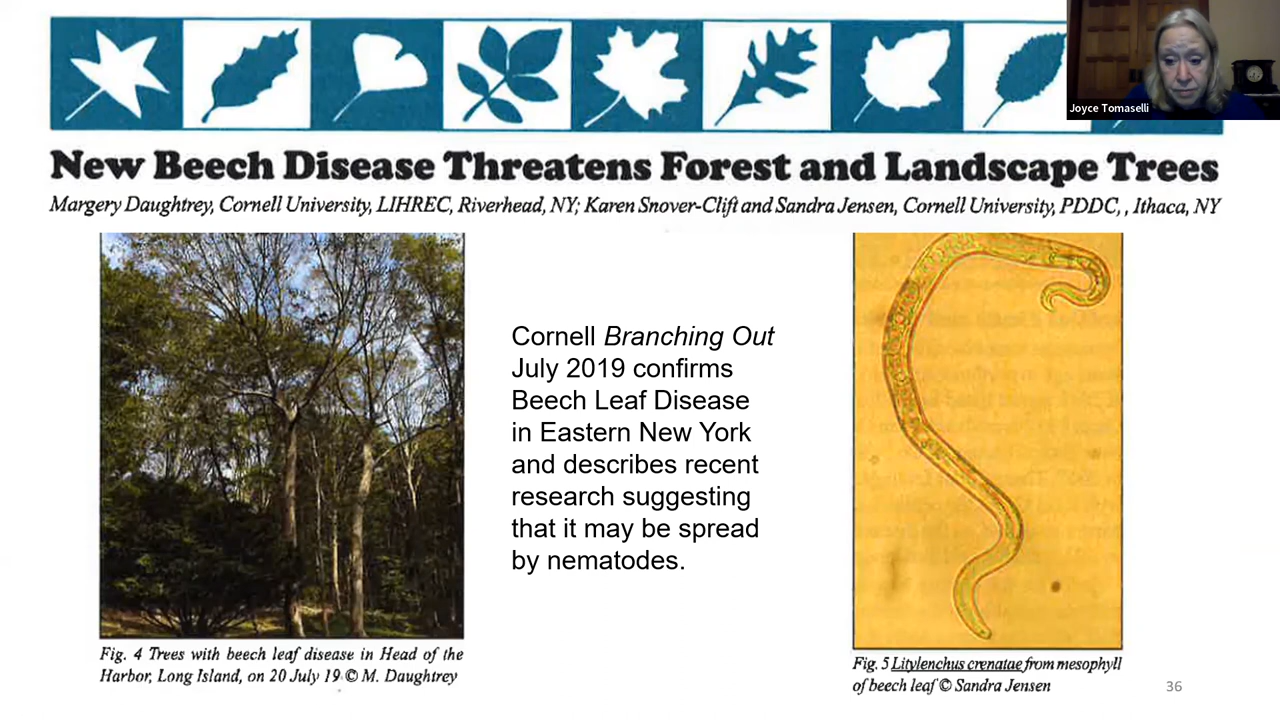 Joyce Tomaselli
New Beech Disease Threatens Forest and Landscape Trees
Margery Daughtrey, Cornell University, LIHREC, Riverhead, NY; Karen Snover-Clift and Sandra Jensen, Cornell University, PDDC, , Ithaca, NY
Cornell Branching Out
July 2019 confirms
Beech Leaf Disease
in Eastern New York
and describes recent
research suggesting
that it may be spread
by nematodes.
Fig. 4 Trees with beech leaf disease in Head of the
Harbor, Long Island, on 20 July 19 © M. Daughtrey
Fig. 5 Litylenchus crenatae from mesophyll
of beech leaf © Sandra Jensen
36